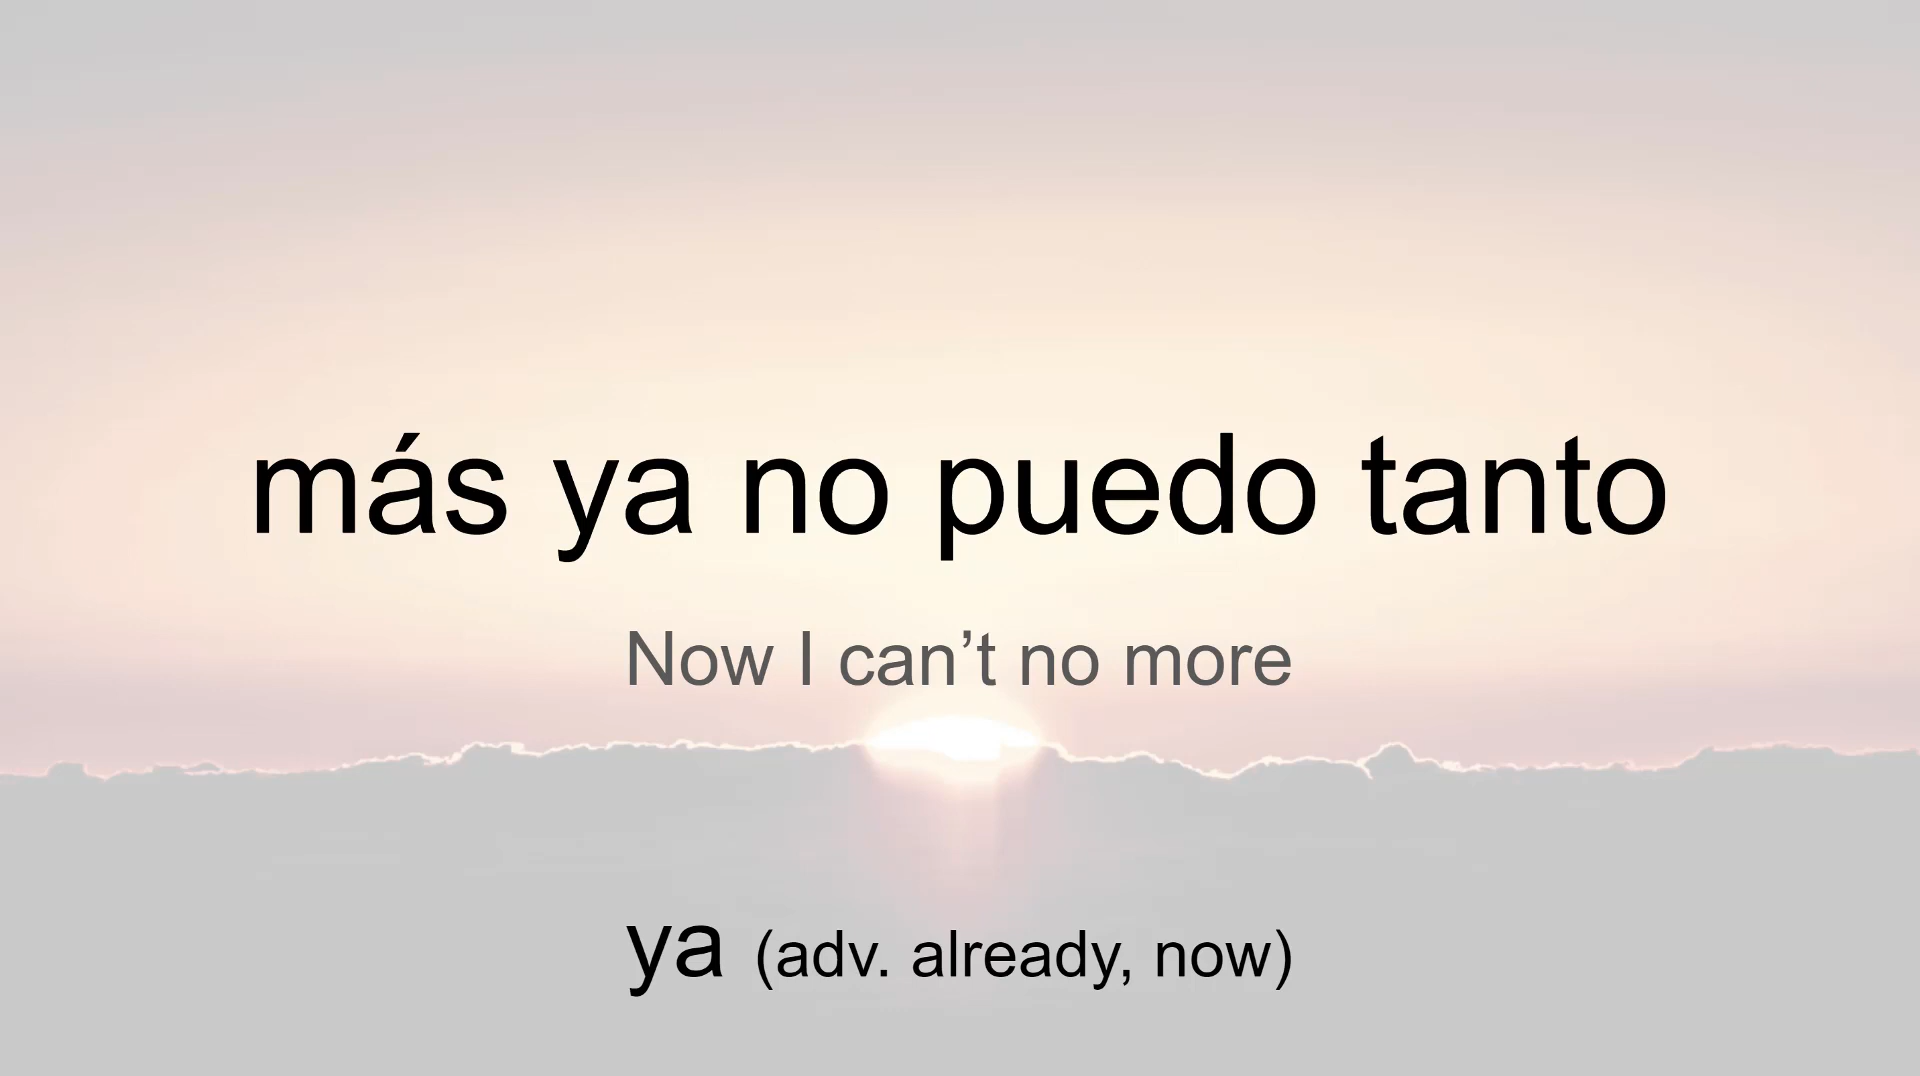 más ya no puedo tanto
Now I can’t no more
ya (adv. already, now)